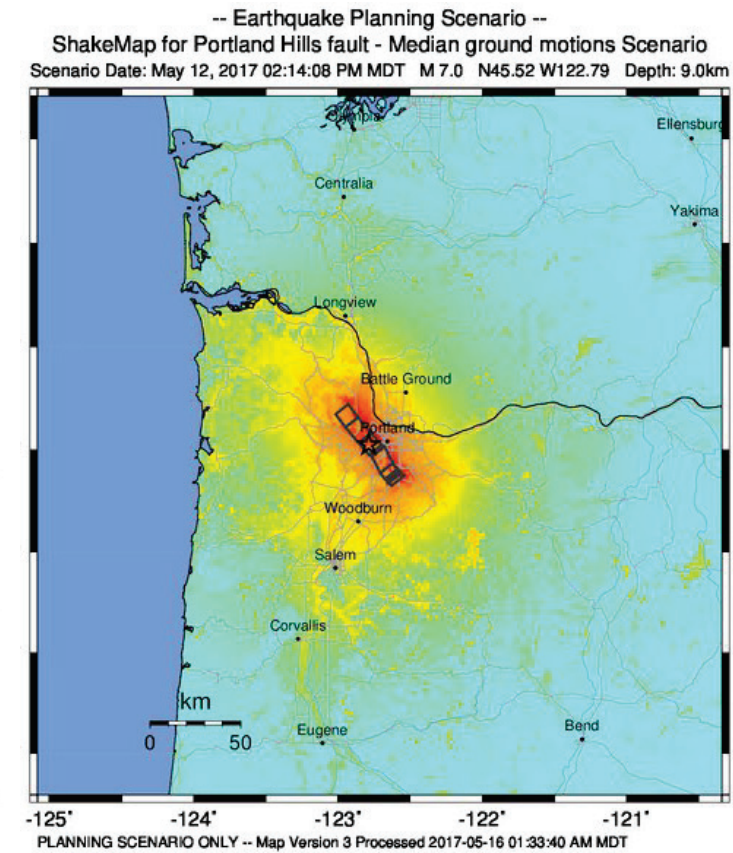 -- Earthquake Planning Scenario --
ShakeMap for Portland Hills fault - Median ground motions Scenario
Scenario Date: May 12, 2017 02:14:08 PM MDT M 7.0 N45.52 W122.79 Depth: 9.0km
Olympia
Ellensburg
Centralia
Yakima
Longview
Battle Ground
Portland
Woodburn
Salem
Corvallis
km
0 50
Eugene
Bend
-125° -124° -123° -122° -121°
PLANNING SCENARIO ONLY -- Map Version 3 Processed 2017-05-16 01:33:40 AM MDT